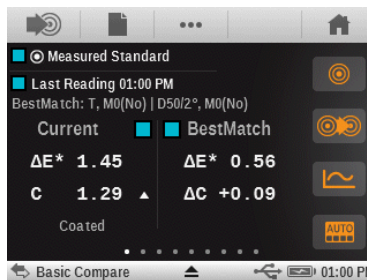 Measured Standard
Last Reading 01:00 PM
BestMatch: T, M0(No) | D50/2°, M0(No)
Current BestMatch
ΔE* 1.45 ΔE* 0.56
C 1.29 ▲ ΔC +0.09
Coated
AUTO
Basic Compare 01:00 P